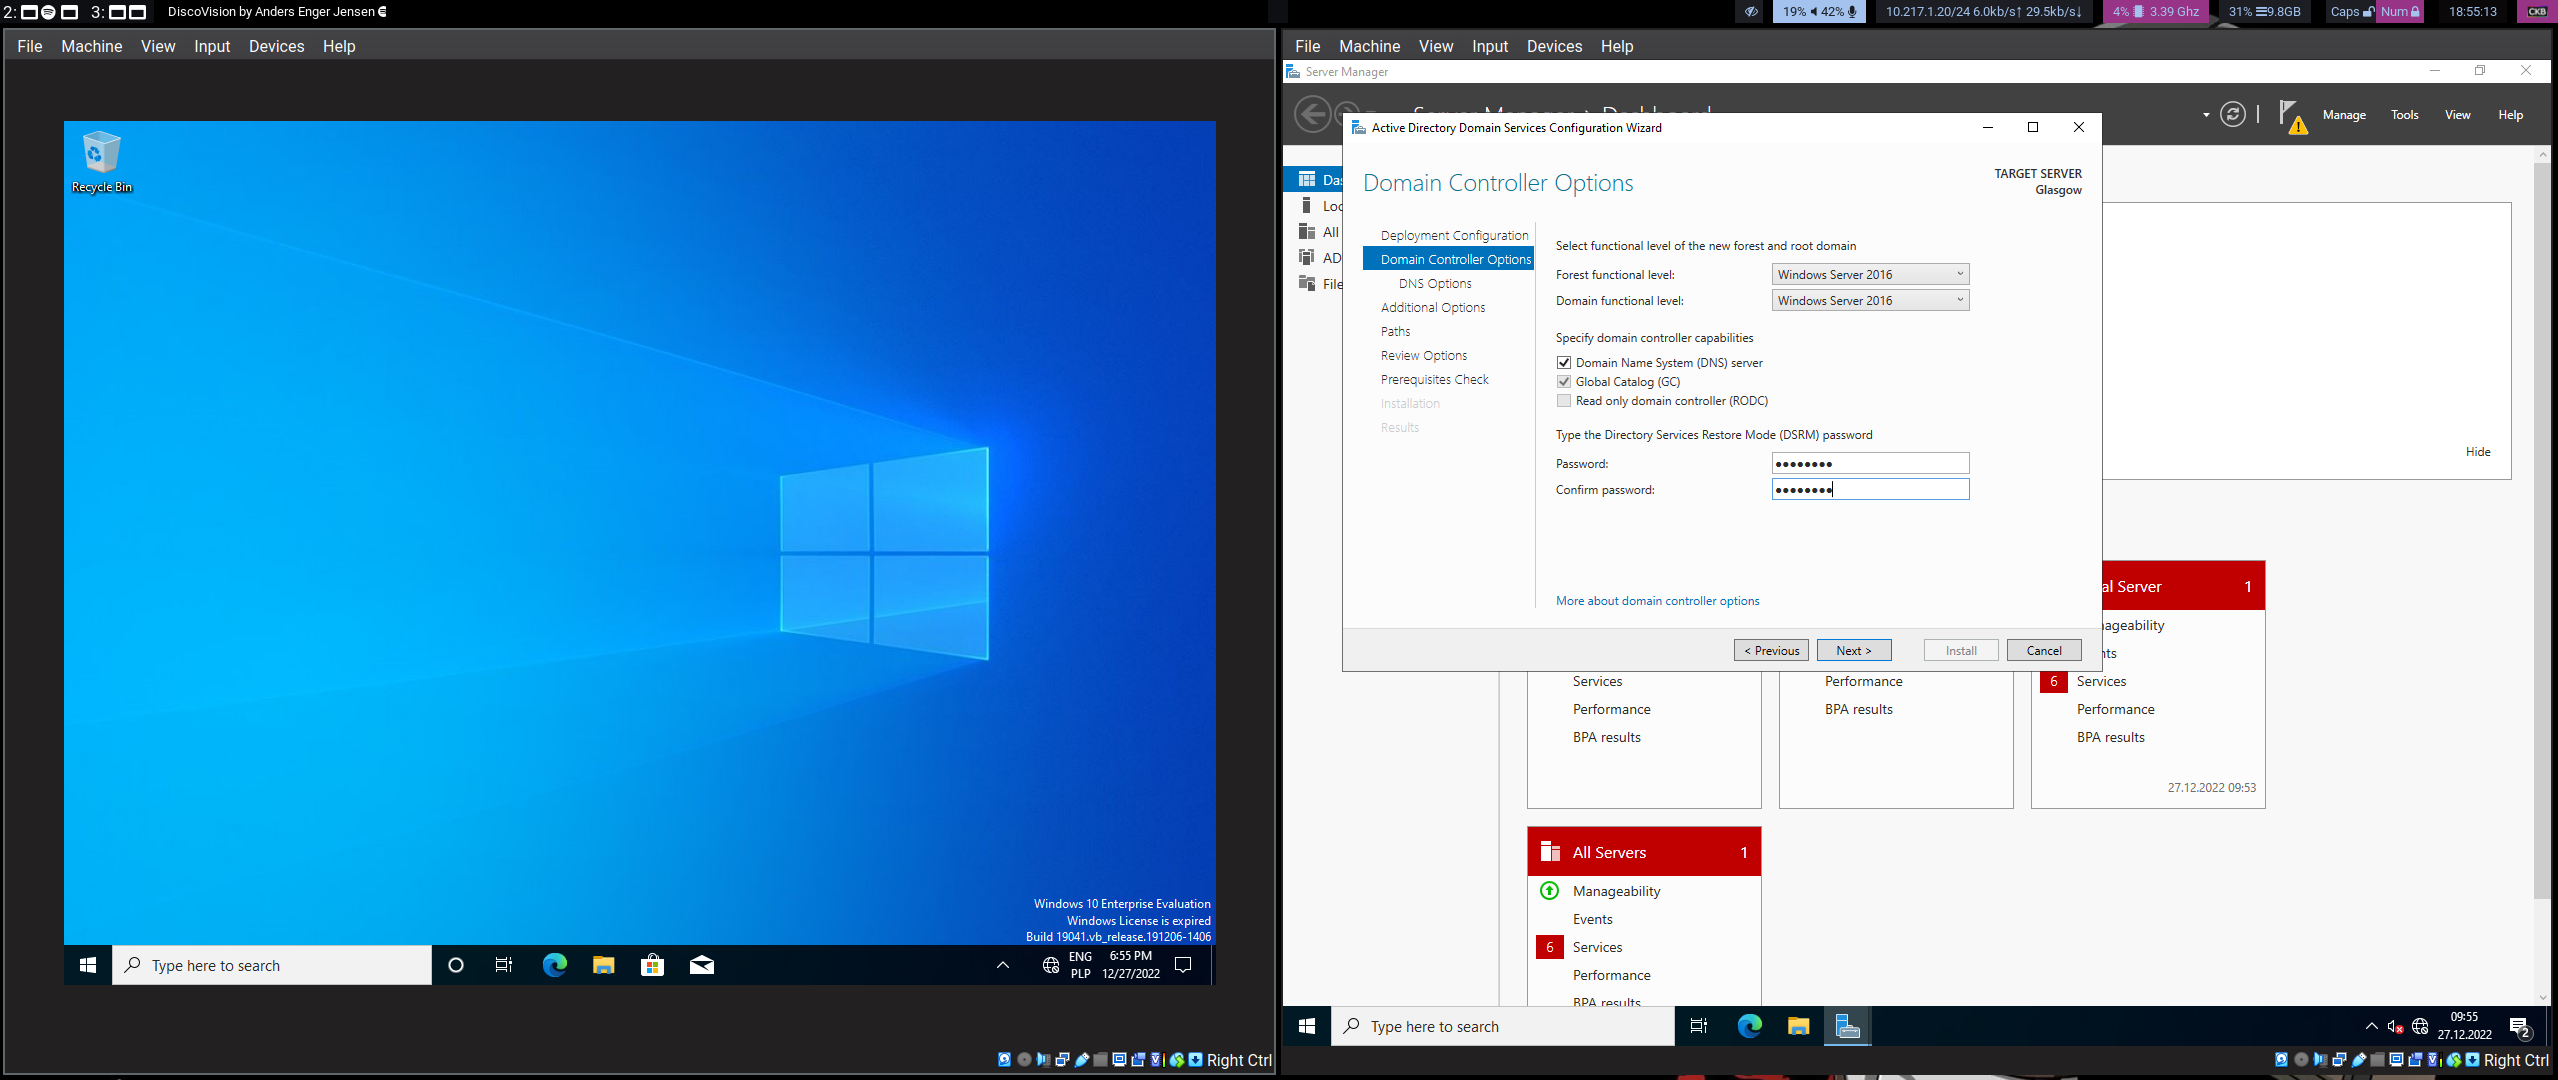 2:
3:
DiscoVision by Anders Enger Jensen
19% 42%
10.217.1.20/24 6.0kb/s↑ 29.5kb/s↓
4% 3.39 Ghz
31% 9.8GB
Caps Num
18:55:13
CKB
File Machine View Input Devices Help
Recycle Bin
Windows 10 Enterprise Evaluation
Windows License is expired
Build 19041.vb_release.191206-1406
Type here to search
ENG
PLP
6:55 PM
12/27/2022
Right Ctrl
File Machine View Input Devices Help
Server Manager
Server Manager Dashboard
Manage Tools View Help
Active Directory Domain Services Configuration Wizard
Domain Controller Options
TARGET SERVER
Glasgow
Das
Loc
All
AD
File
Deployment Configuration
Domain Controller Options
DNS Options
Additional Options
Paths
Review Options
Prerequisites Check
Installation
Results
Select functional level of the new forest and root domain
Forest functional level: Windows Server 2016
Domain functional level: Windows Server 2016
Specify domain controller capabilities
Domain Name System (DNS) server
Global Catalog (GC)
Read only domain controller (RODC)
Type the Directory Services Restore Mode (DSRM) password
Password: ●●●●●●●●
Confirm password: ●●●●●●●●
More about domain controller options
< Previous Next > Install Cancel
Hide
al Server 1
nageability
nts
6 Services
Performance
BPA results
27.12.2022 09:53
Services
Performance
BPA results
Performance
BPA results
All Servers 1
Manageability
Events
6 Services
Performance
BPA results
Type here to search
09:55
27.12.2022
2
Right Ctrl